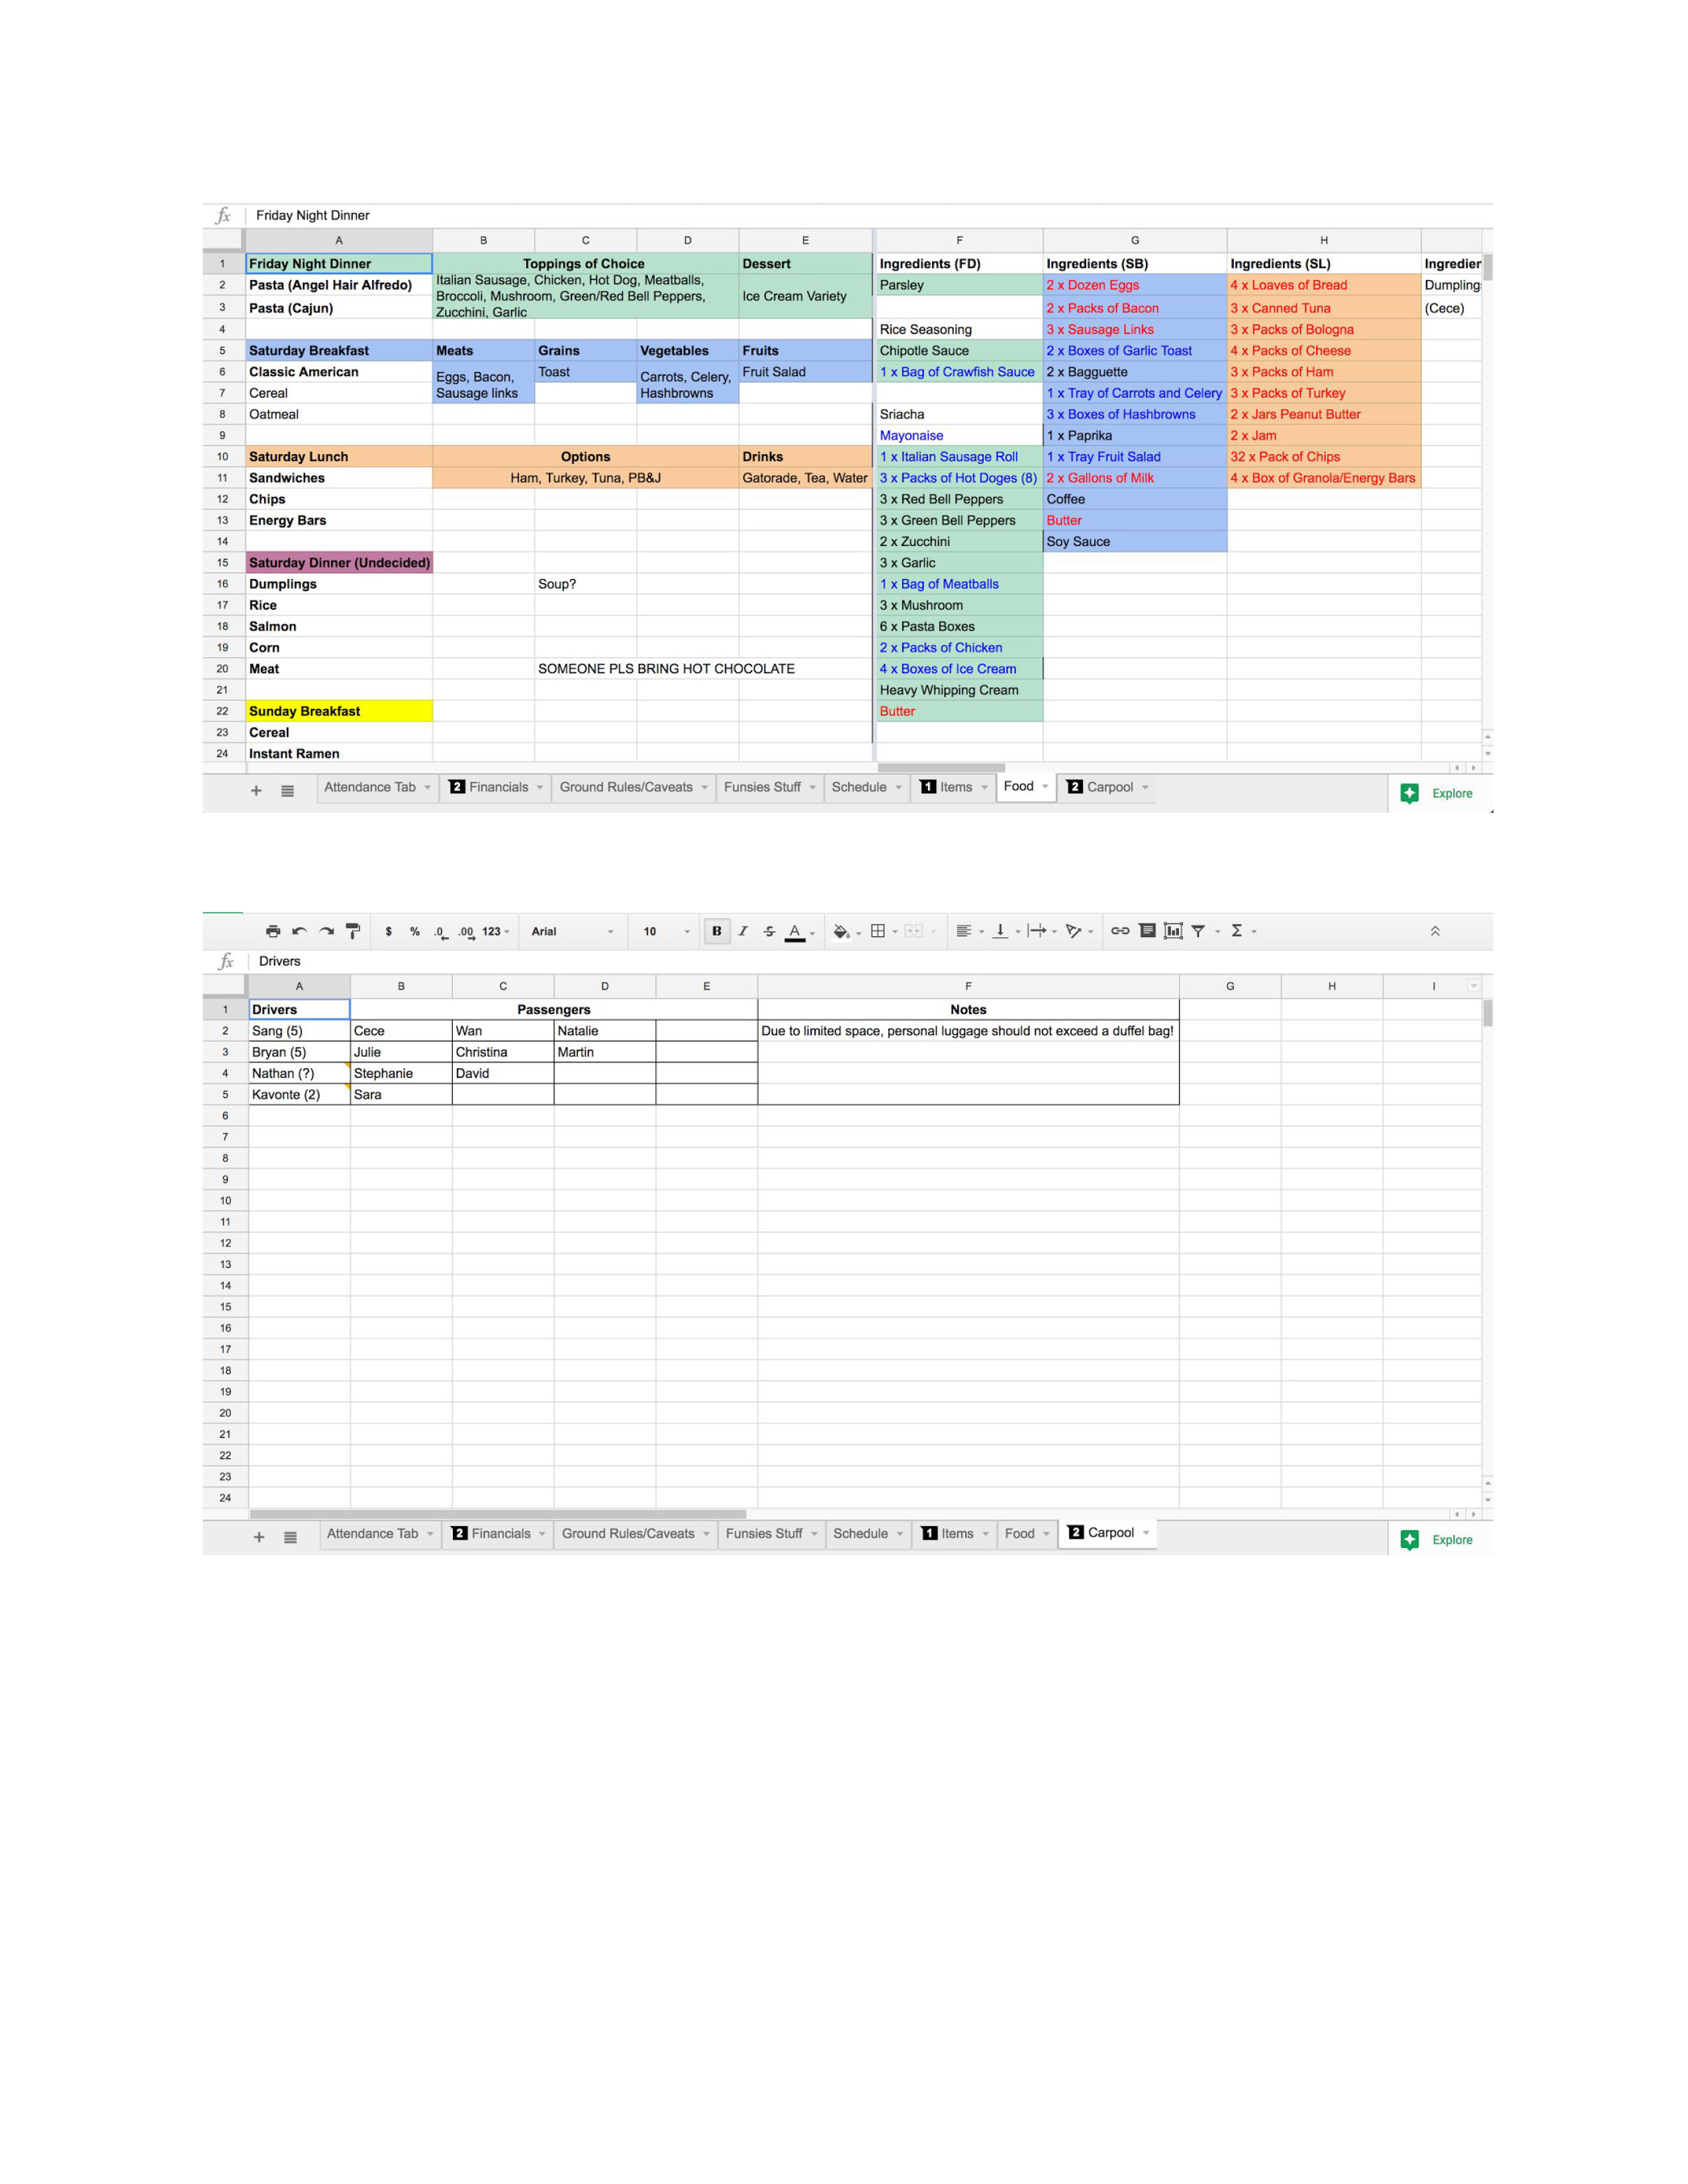 fx Friday Night Dinner
A B C D E F G H
1 Friday Night Dinner Toppings of Choice Dessert Ingredients (FD) Ingredients (SB) Ingredients (SL) Ingredier
2 Pasta (Angel Hair Alfredo) Italian Sausage, Chicken, Hot Dog, Meatballs, Broccoli, Mushroom, Green/Red Bell Peppers, Zucchini, Garlic Ice Cream Variety Parsley 2 x Dozen Eggs 4 x Loaves of Bread Dumpling
3 Pasta (Cajun) 2 x Packs of Bacon 3 x Canned Tuna (Cece)
4 Rice Seasoning 3 x Sausage Links 3 x Packs of Bologna
5 Saturday Breakfast Meats Grains Vegetables Fruits Chipotle Sauce 2 x Boxes of Garlic Toast 4 x Packs of Cheese
6 Classic American Eggs, Bacon, Sausage links Toast Carrots, Celery, Hashbrowns Fruit Salad 1 x Bag of Crawfish Sauce 2 x Bagguette 3 x Packs of Ham
7 Cereal 1 x Tray of Carrots and Celery 3 x Packs of Turkey
8 Oatmeal Sriacha 3 x Boxes of Hashbrowns 2 x Jars Peanut Butter
9 Mayonaise 1 x Paprika 2 x Jam
10 Saturday Lunch Options Drinks 1 x Italian Sausage Roll 1 x Tray Fruit Salad 32 x Pack of Chips
11 Sandwiches Ham, Turkey, Tuna, PB&J Gatorade, Tea, Water 3 x Packs of Hot Doges (8) 2 x Gallons of Milk 4 x Box of Granola/Energy Bars
12 Chips 3 x Red Bell Peppers Coffee
13 Energy Bars 3 x Green Bell Peppers Butter
14 2 x Zucchini Soy Sauce
15 Saturday Dinner (Undecided) 3 x Garlic
16 Dumplings Soup? 1 x Bag of Meatballs
17 Rice 3 x Mushroom
18 Salmon 6 x Pasta Boxes
19 Corn 2 x Packs of Chicken
20 Meat SOMEONE PLS BRING HOT CHOCOLATE 4 x Boxes of Ice Cream
21 Heavy Whipping Cream
22 Sunday Breakfast Butter
23 Cereal
24 Instant Ramen
+ Attendance Tab 2 Financials Ground Rules/Caveats Funsies Stuff Schedule 1 Items Food 2 Carpool Explore
$ % .0 .00 123 Arial 10 B I S A Σ
fx Drivers
A B C D E F G H I
1 Drivers Passengers Notes
2 Sang (5) Cece Wan Natalie Due to limited space, personal luggage should not exceed a duffel bag!
3 Bryan (5) Julie Christina Martin
4 Nathan (?) Stephanie David
5 Kavonte (2) Sara
6
7
8
9
10
11
12
13
14
15
16
17
18
19
20
21
22
23
24
+ Attendance Tab 2 Financials Ground Rules/Caveats Funsies Stuff Schedule 1 Items Food 2 Carpool Explore